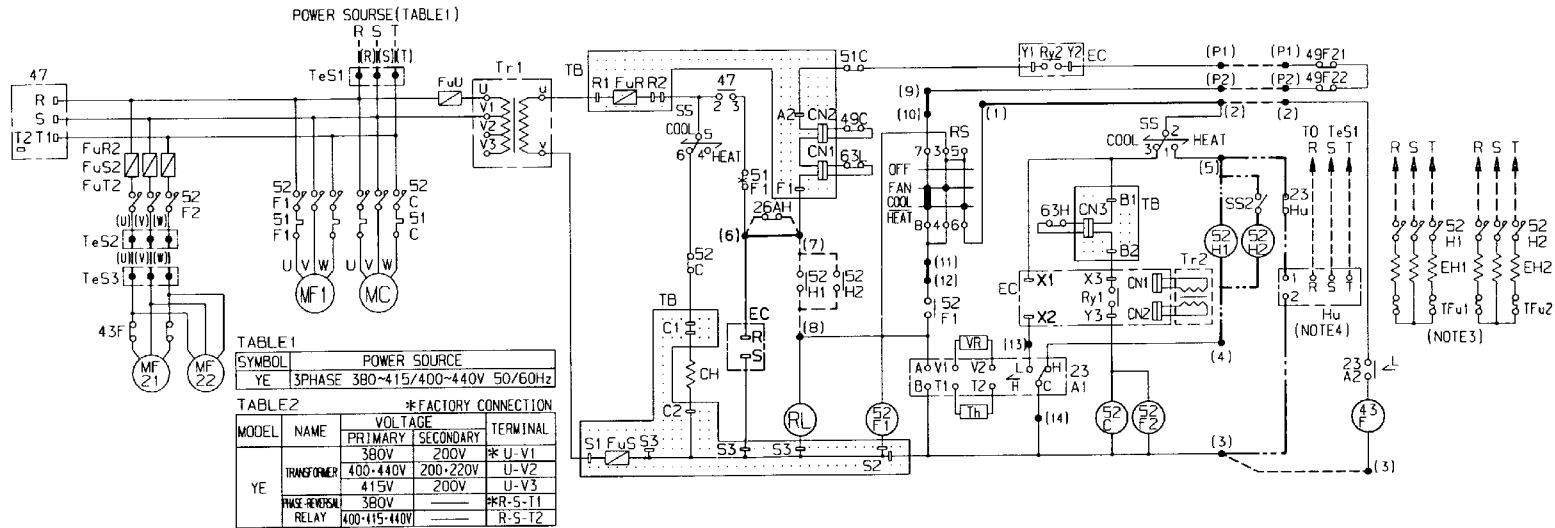 POWER SOURSE(TABLE1)
R S T
(R)(S)(T)
TeS1
47
R
S
T2 T1
FuR2
FuS2
FuT2
52
F2
(U)(V)(W)
TeS2
(U)(V)(W)
TeS3
43F
MF
21
MF
22
52
F1
51
F1
U V W
MF1
52
C
51
C
U V W
MC
FuU
Tr1
U
V1
V2
V3
u
v
TB
R1 FuR R2
47
2 3
SS
COOL
5
6 4
HEAT
51
F1
26AH
(6)
(7)
52
H1
52
H2
(8)
52
C
TB
C1
CH
C2
EC
R
S
RL
52
F1
S1 FuS S3
S3
S3
S2
A2
CN2
CN1
F1
51C
49C
63L
Y1 Ry2 Y2
EC
(P1)
(P1)
49F21
(P2)
(P2)
49F22
(9)
(10)
(1)
(2)
(2)
RS
7 3 5
OFF
FAN
COOL
HEAT
8 4 6
(11)
(12)
52
F1
VR
A V1 V2
B T1 T2
Th
L H
H C
23
A1
(13)
(14)
SS
2
COOL
HEAT
3 1
63H
CN3
B1
TB
B2
EC
X1
X2
X3
Ry1
Y3
CN1
CN2
Tr2
52
C
52
F2
(5)
SS2
52
H1
52
H2
(4)
(3)
(3)
23
Hu
1
2
TO TeS1
R S T
R S T
Hu
(NOTE4)
R S T
52
H1
EH1
TFu1
R S T
52
H2
EH2
TFu2
(NOTE3)
23
A2
L
43
F
TABLE1
SYMBOL POWER SOURCE
YE 3PHASE 380~415/400~440V 50/60Hz
TABLE2 *FACTORY CONNECTION
MODEL NAME VOLTAGE TERMINAL
PRIMARY SECONDARY
YE
TRANSFORMER
380V 200V * U-V1
400·440V 200·220V U-V2
415V 200V U-V3
PHASE-REVERSAL
RELAY
380V —— *R-S-T1
400·415·440V —— R-S-T2